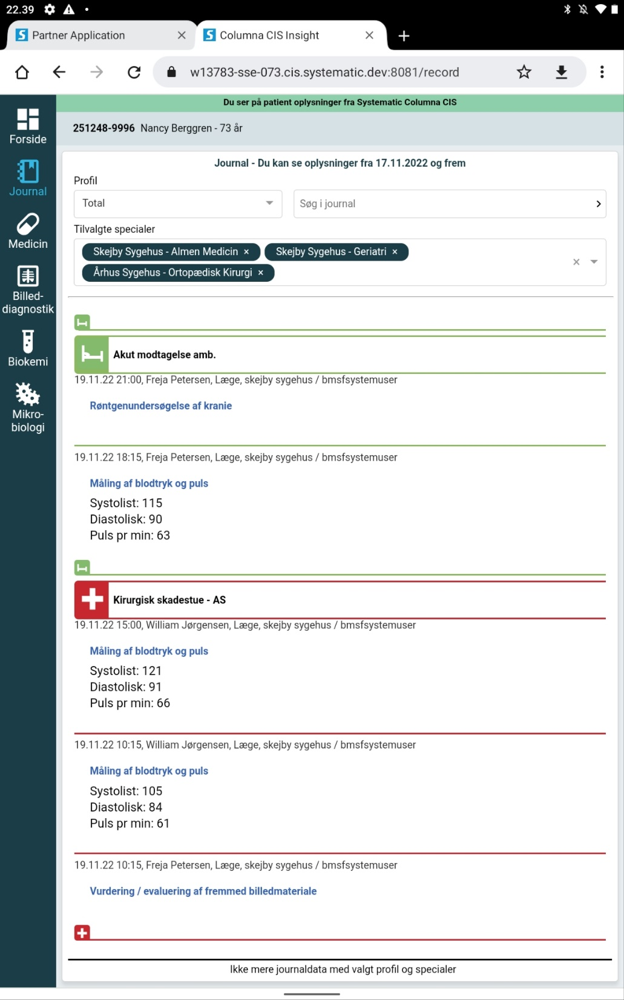 22.39
Partner Application
Columna CIS Insight
w13783-sse-073.cis.systematic.dev:8081/record
Du ser på patient oplysninger fra Systematic Columna CIS
251248-9996 Nancy Berggren - 73 år
Forside
Journal
Medicin
Billed-
diagnostik
Biokemi
Mikro-
biologi
Journal - Du kan se oplysninger fra 17.11.2022 og frem
Profil
Total
Søg i journal
Tilvalgte specialer
Skejby Sygehus - Almen Medicin ×
Skejby Sygehus - Geriatri ×
Århus Sygehus - Ortopædisk Kirurgi ×
Akut modtagelse amb.
19.11.22 21:00, Freja Petersen, Læge, skejby sygehus / bmsfsystemuser
Røntgenundersøgelse af kranie
19.11.22 18:15, Freja Petersen, Læge, skejby sygehus / bmsfsystemuser
Måling af blodtryk og puls
Systolist: 115
Diastolisk: 90
Puls pr min: 63
Kirurgisk skadestue - AS
19.11.22 15:00, William Jørgensen, Læge, skejby sygehus / bmsfsystemuser
Måling af blodtryk og puls
Systolist: 121
Diastolisk: 91
Puls pr min: 66
19.11.22 10:15, William Jørgensen, Læge, skejby sygehus / bmsfsystemuser
Måling af blodtryk og puls
Systolist: 105
Diastolisk: 84
Puls pr min: 61
19.11.22 10:15, Freja Petersen, Læge, skejby sygehus / bmsfsystemuser
Vurdering / evaluering af fremmed billedmateriale
Ikke mere journaldata med valgt profil og specialer